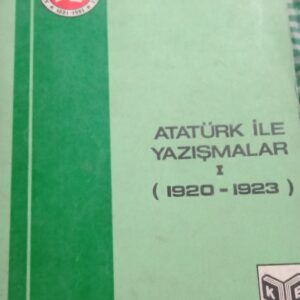 ATATÜRK İLE
YAZIŞMALAR
I
( 1920-1923 )
K